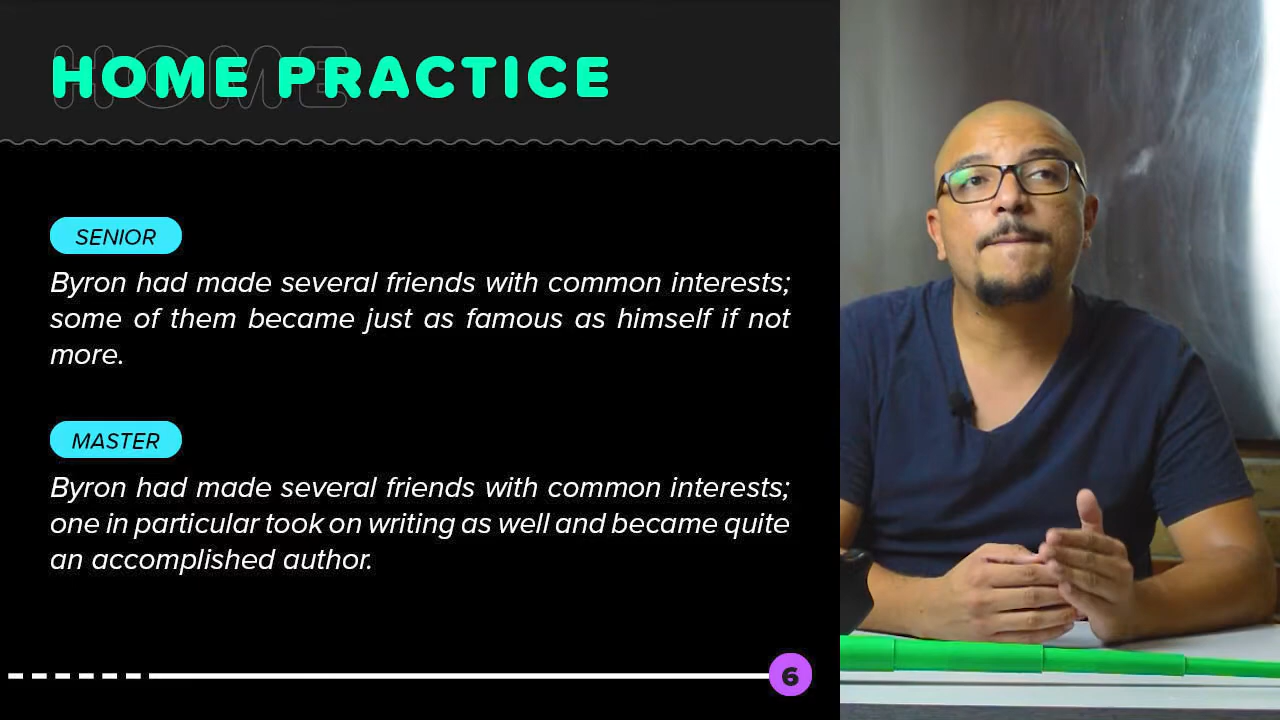 HOME PRACTICE
SENIOR
Byron had made several friends with common interests;
some of them became just as famous as himself if not
more.
MASTER
Byron had made several friends with common interests;
one in particular took on writing as well and became quite
an accomplished author.
6